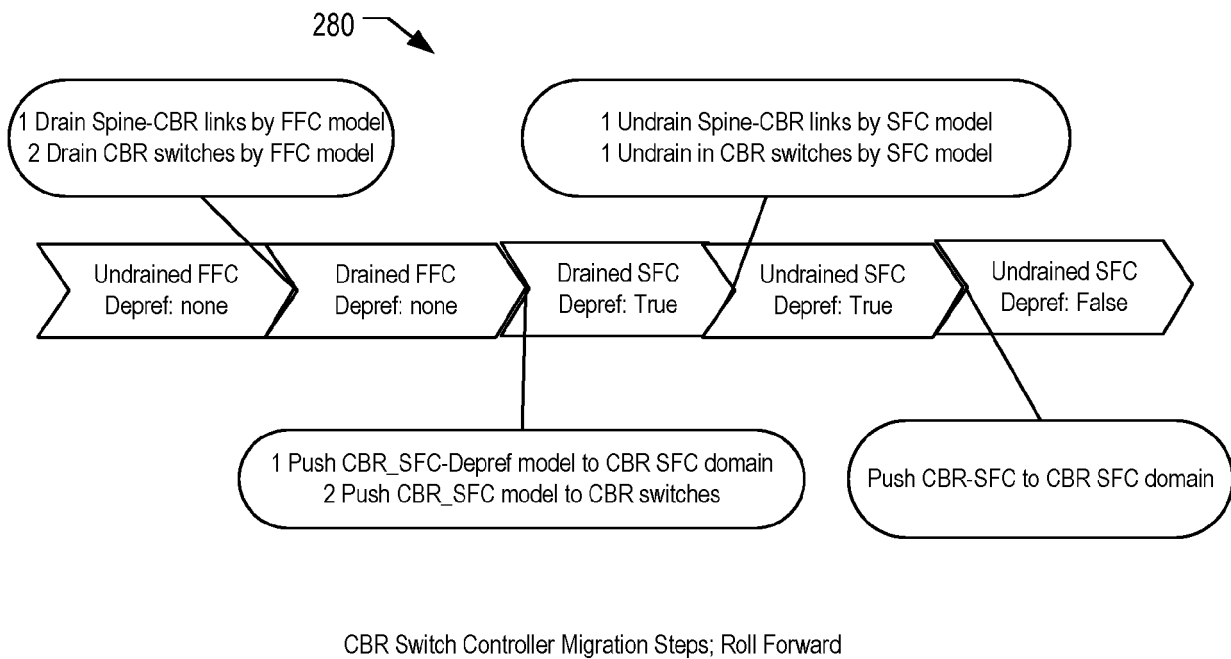 280
1 Drain Spine-CBR links by FFC model
2 Drain CBR switches by FFC model
1 Undrain Spine-CBR links by SFC model
1 Undrain in CBR switches by SFC model
Undrained FFC
Depref: none
Drained FFC
Depref: none
Drained SFC
Depref: True
Undrained SFC
Depref: True
Undrained SFC
Depref: False
1 Push CBR_SFC-Depref model to CBR SFC domain
2 Push CBR_SFC model to CBR switches
Push CBR-SFC to CBR SFC domain
CBR Switch Controller Migration Steps; Roll Forward